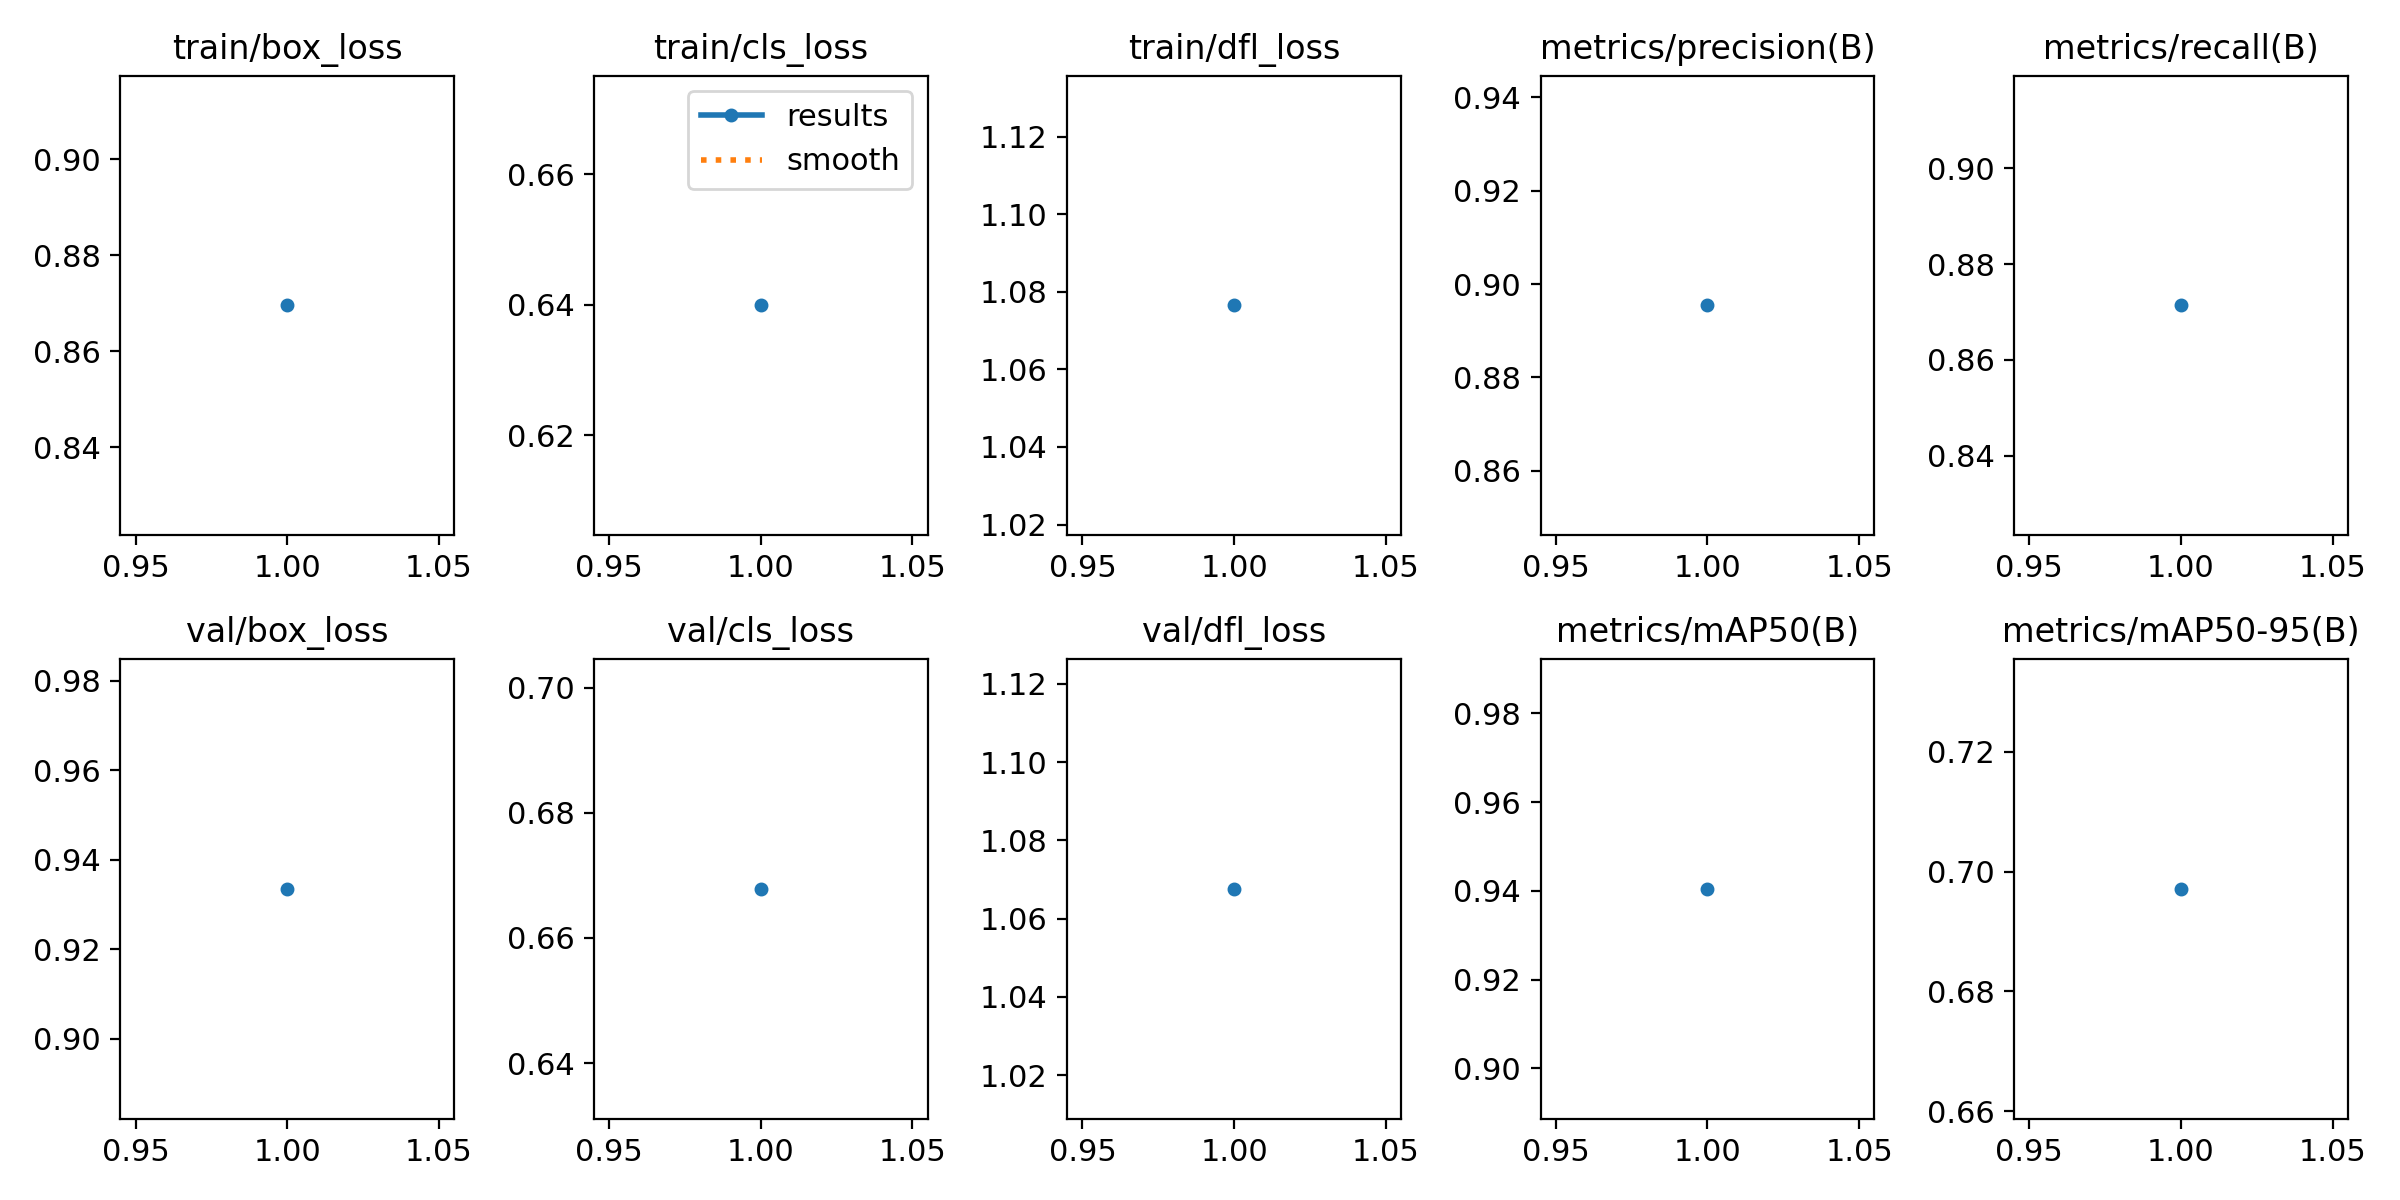 train/box_loss
0.90
0.88
0.86
0.84
0.95 1.00 1.05
train/cls_loss
results
smooth
0.66
0.64
0.62
0.95 1.00 1.05
train/dfl_loss
1.12
1.10
1.08
1.06
1.04
1.02
0.95 1.00 1.05
metrics/precision(B)
0.94
0.92
0.90
0.88
0.86
0.95 1.00 1.05
metrics/recall(B)
0.90
0.88
0.86
0.84
0.95 1.00 1.05
val/box_loss
0.98
0.96
0.94
0.92
0.90
0.95 1.00 1.05
val/cls_loss
0.70
0.68
0.66
0.64
0.95 1.00 1.05
val/dfl_loss
1.12
1.10
1.08
1.06
1.04
1.02
0.95 1.00 1.05
metrics/mAP50(B)
0.98
0.96
0.94
0.92
0.90
0.95 1.00 1.05
metrics/mAP50-95(B)
0.72
0.70
0.68
0.66
0.95 1.00 1.05